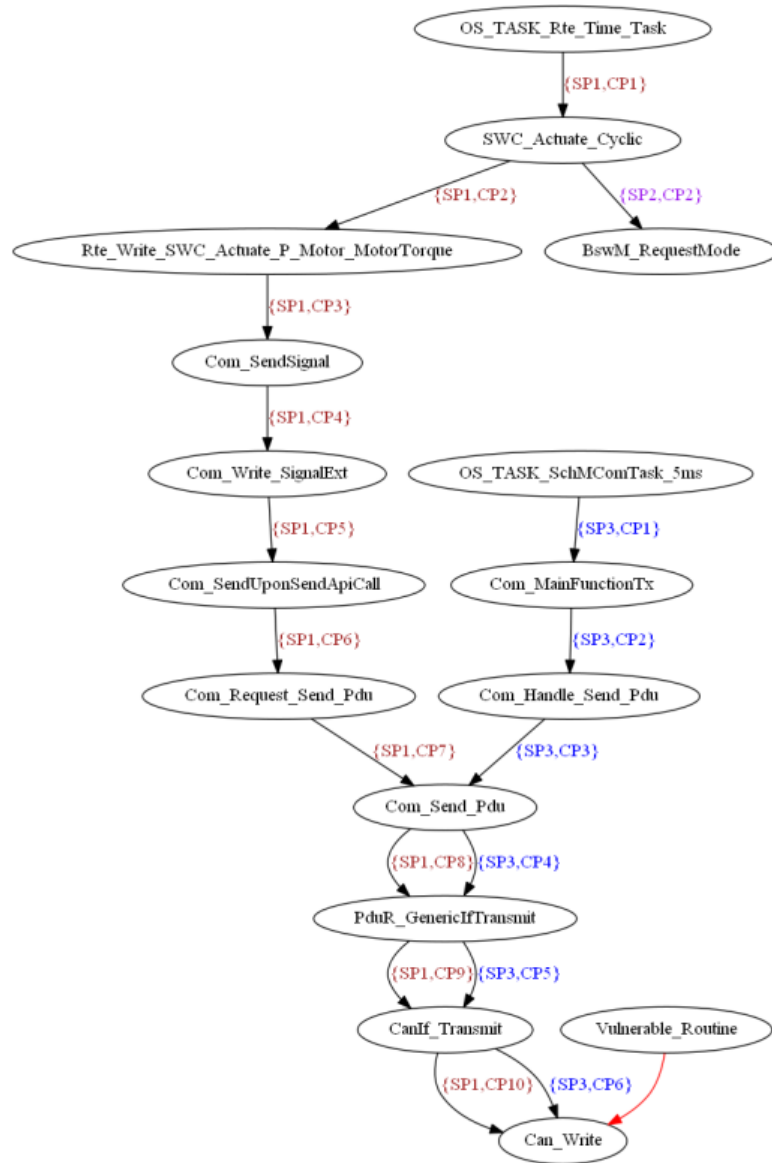 OS_TASK_Rte_Time_Task
{SP1,CP1}
SWC_Actuate_Cyclic
{SP1,CP2} {SP2,CP2}
Rte_Write_SWC_Actuate_P_Motor_MotorTorque BswM_RequestMode
{SP1,CP3}
Com_SendSignal
{SP1,CP4}
Com_Write_SignalExt OS_TASK_SchMComTask_5ms
{SP1,CP5} {SP3,CP1}
Com_SendUponSendApiCall Com_MainFunctionTx
{SP1,CP6} {SP3,CP2}
Com_Request_Send_Pdu Com_Handle_Send_Pdu
{SP1,CP7} {SP3,CP3}
Com_Send_Pdu
{SP1,CP8} {SP3,CP4}
PduR_GenericIfTransmit
{SP1,CP9} {SP3,CP5}
CanIf_Transmit Vulnerable_Routine
{SP1,CP10} {SP3,CP6}
Can_Write